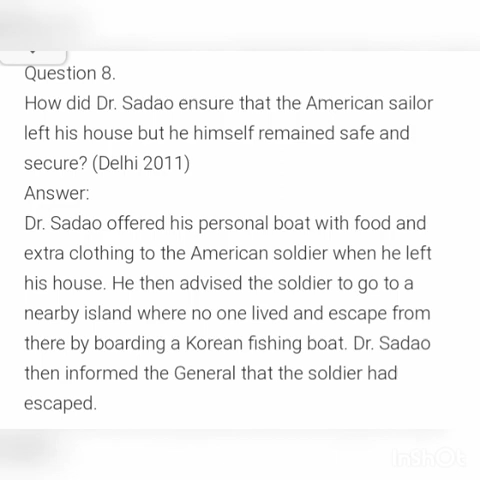 Question 8.
How did Dr. Sadao ensure that the American sailor
left his house but he himself remained safe and
secure? (Delhi 2011)
Answer:
Dr. Sadao offered his personal boat with food and
extra clothing to the American soldier when he left
his house. He then advised the soldier to go to a
nearby island where no one lived and escape from
there by boarding a Korean fishing boat. Dr. Sadao
then informed the General that the soldier had
escaped.
InShOt